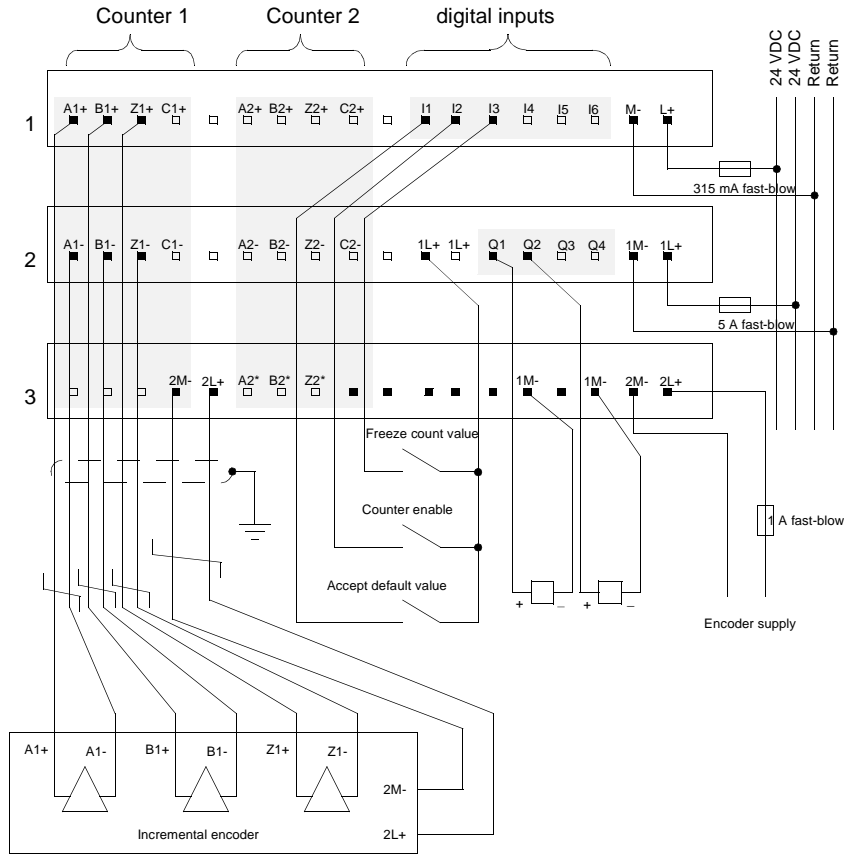 Counter 1 Counter 2 digital inputs
24 VDC
24 VDC
Return
Return
1 A1+ B1+ Z1+ C1+ A2+ B2+ Z2+ C2+ I1 I2 I3 I4 I5 I6 M- L+
315 mA fast-blow
2 A1- B1- Z1- C1- A2- B2- Z2- C2- 1L+ 1L+ Q1 Q2 Q3 Q4 1M- 1L+
5 A fast-blow
3 2M- 2L+ A2* B2* Z2* 1M- 1M- 2M- 2L+
Freeze count value
Counter enable
1 A fast-blow
Accept default value
+ – + –
Encoder supply
A1+ A1- B1+ B1- Z1+ Z1-
2M-
Incremental encoder
2L+